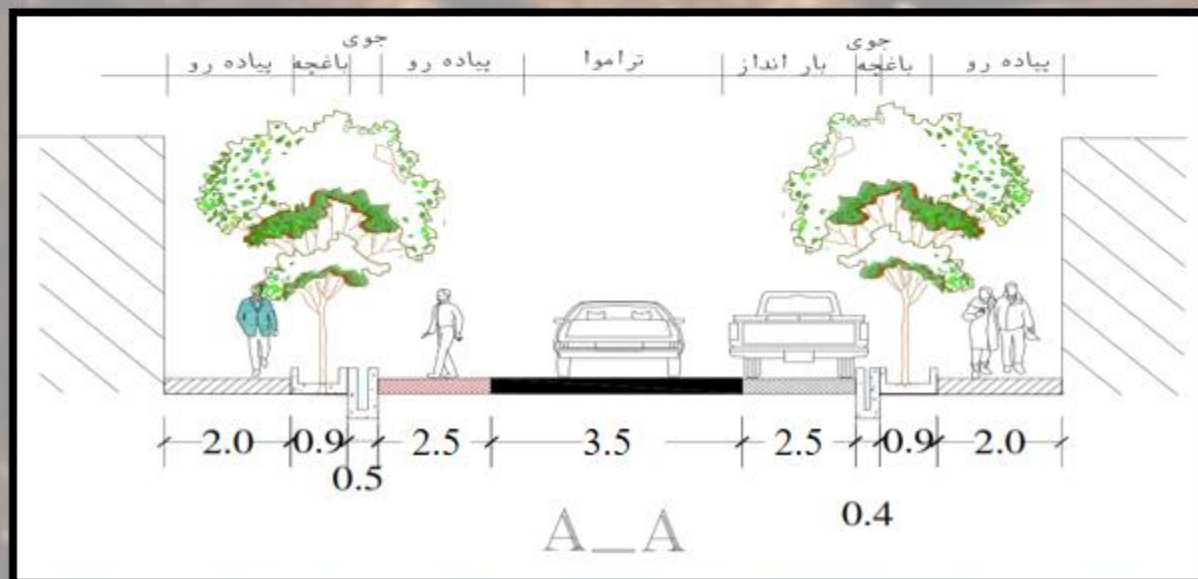 پیاده رو باغچه جوی پیاده رو تراموا بار انداز جوی باغچه پیاده رو
2.0 0.9 0.5 2.5 3.5 2.5 0.4 0.9 2.0
A_A